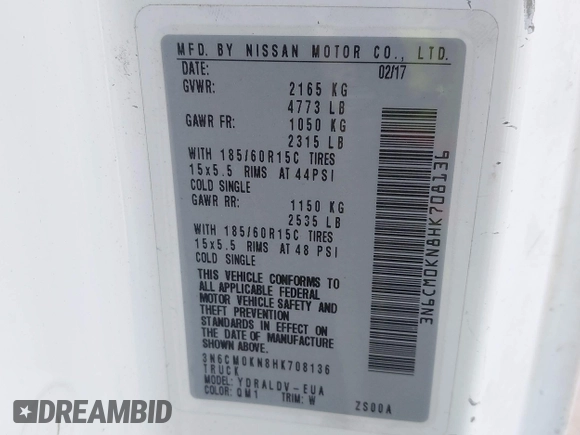 MFD. BY NISSAN MOTOR CO., LTD.
DATE: 02/17
GVWR: 2165 KG
4773 LB
GAWR FR: 1050 KG
2315 LB
WITH 185/60R15C TIRES
15x5.5 RIMS AT 44PSI
COLD SINGLE
GAWR RR: 1150 KG
2535 LB
WITH 185/60R15C TIRES
15x5.5 RIMS AT 48 PSI
COLD SINGLE
THIS VEHICLE CONFORMS TO
ALL APPLICABLE FEDERAL
MOTOR VEHICLE SAFETY AND
THEFT PREVENTION
STANDARDS IN EFFECT ON
THE DATE OF MANUFACTURE
SHOWN ABOVE.
3N6CM0KN8HK708136
TRUCK
MODEL: YDRALDV-EUA
COLOR: QM1 TRIM: W ZS00A
3N6CM0KN8HK708136
DREAMBID